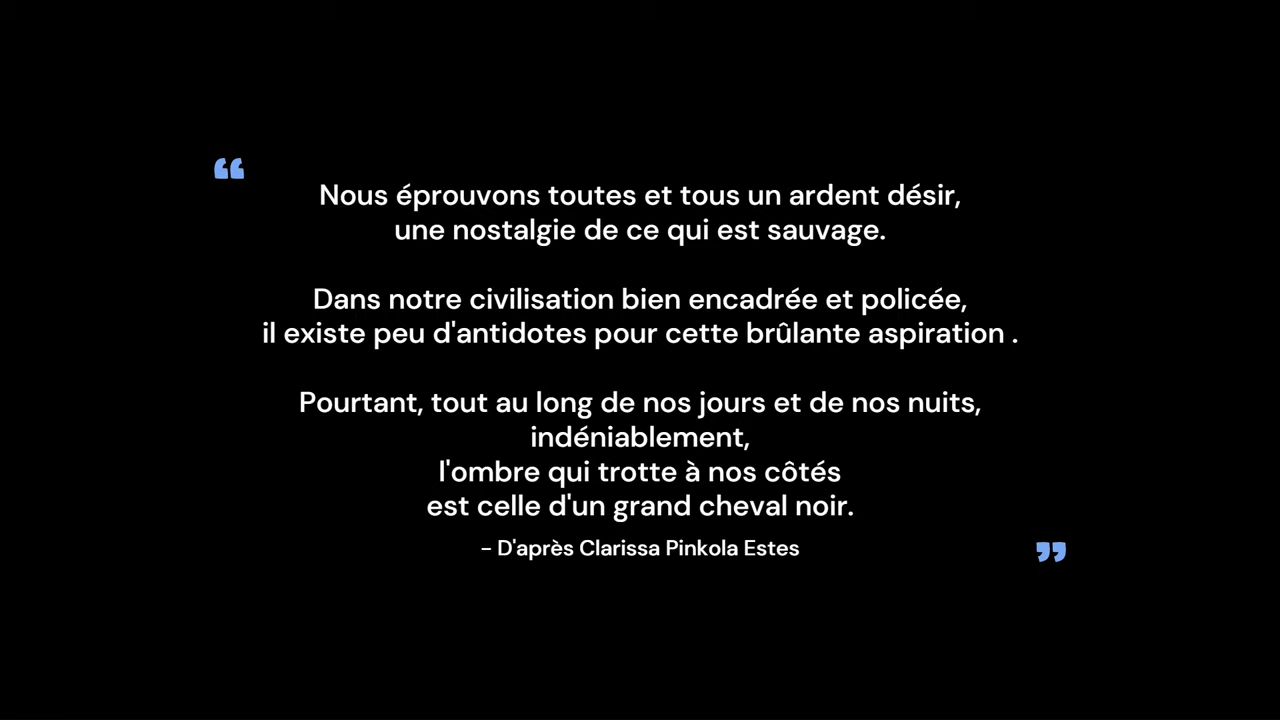 “
Nous éprouvons toutes et tous un ardent désir,
une nostalgie de ce qui est sauvage.
Dans notre civilisation bien encadrée et policée,
il existe peu d'antidotes pour cette brûlante aspiration .
Pourtant, tout au long de nos jours et de nos nuits,
indéniablement,
l'ombre qui trotte à nos côtés
est celle d'un grand cheval noir.
– D'après Clarissa Pinkola Estes
”